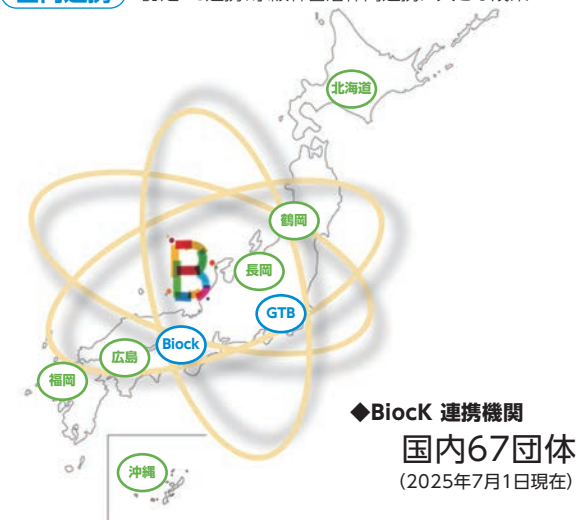 北海道
鶴岡
長岡
GTB
Biock
広島
福岡
沖縄
◆BiocK 連携機関
国内67団体
(2025年7月1日現在)